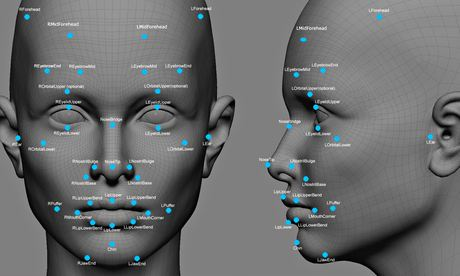 RForehead
LForehead
RMidForehead
LMidForehead
REyebrowEnd
REyebrowMid
LEyebrowMid
LEyebrowEnd
ROrbitalUpper (optional)
LOrbitalUpper(optional)
REyelidUpper
LEyelidUpper
NoseBridge
REyelidLower
LEyelidLower
REar
LEar
ROrbitalLower
LOrbitalLower
RNostrilBulge
NoseTip
LNostrilBulge
RNostrilBase
LNostrilBase
LipUpper
RLipUpperBend
LLipUpperBend
RPuffer
LPuffer
RMouthCorner
LMouthCorner
RLipLowerBend
LipLower
LLipLowerBend
Chin
RJawEnd
LJawEnd
LForehead
LMidForehead
LEyebrowMid
LEyebrowEnd
LOrbitalUpper(optional)
LEyelidUpper
NoseBridge
LEyelidLower
LOrbitalLower
LEar
NoseTip
LNostrilBulge
LNostrilBase
LipUpper
LLipUpperBend
LPuffer
LMouthCorner
LipLower
LLipLowerBend
Chin
LJawEnd